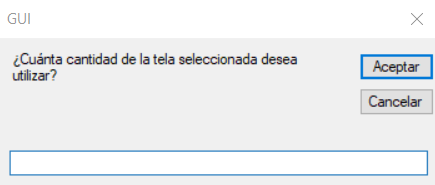 GUI
¿Cuánta cantidad de la tela seleccionada desea
utilizar?
Aceptar
Cancelar